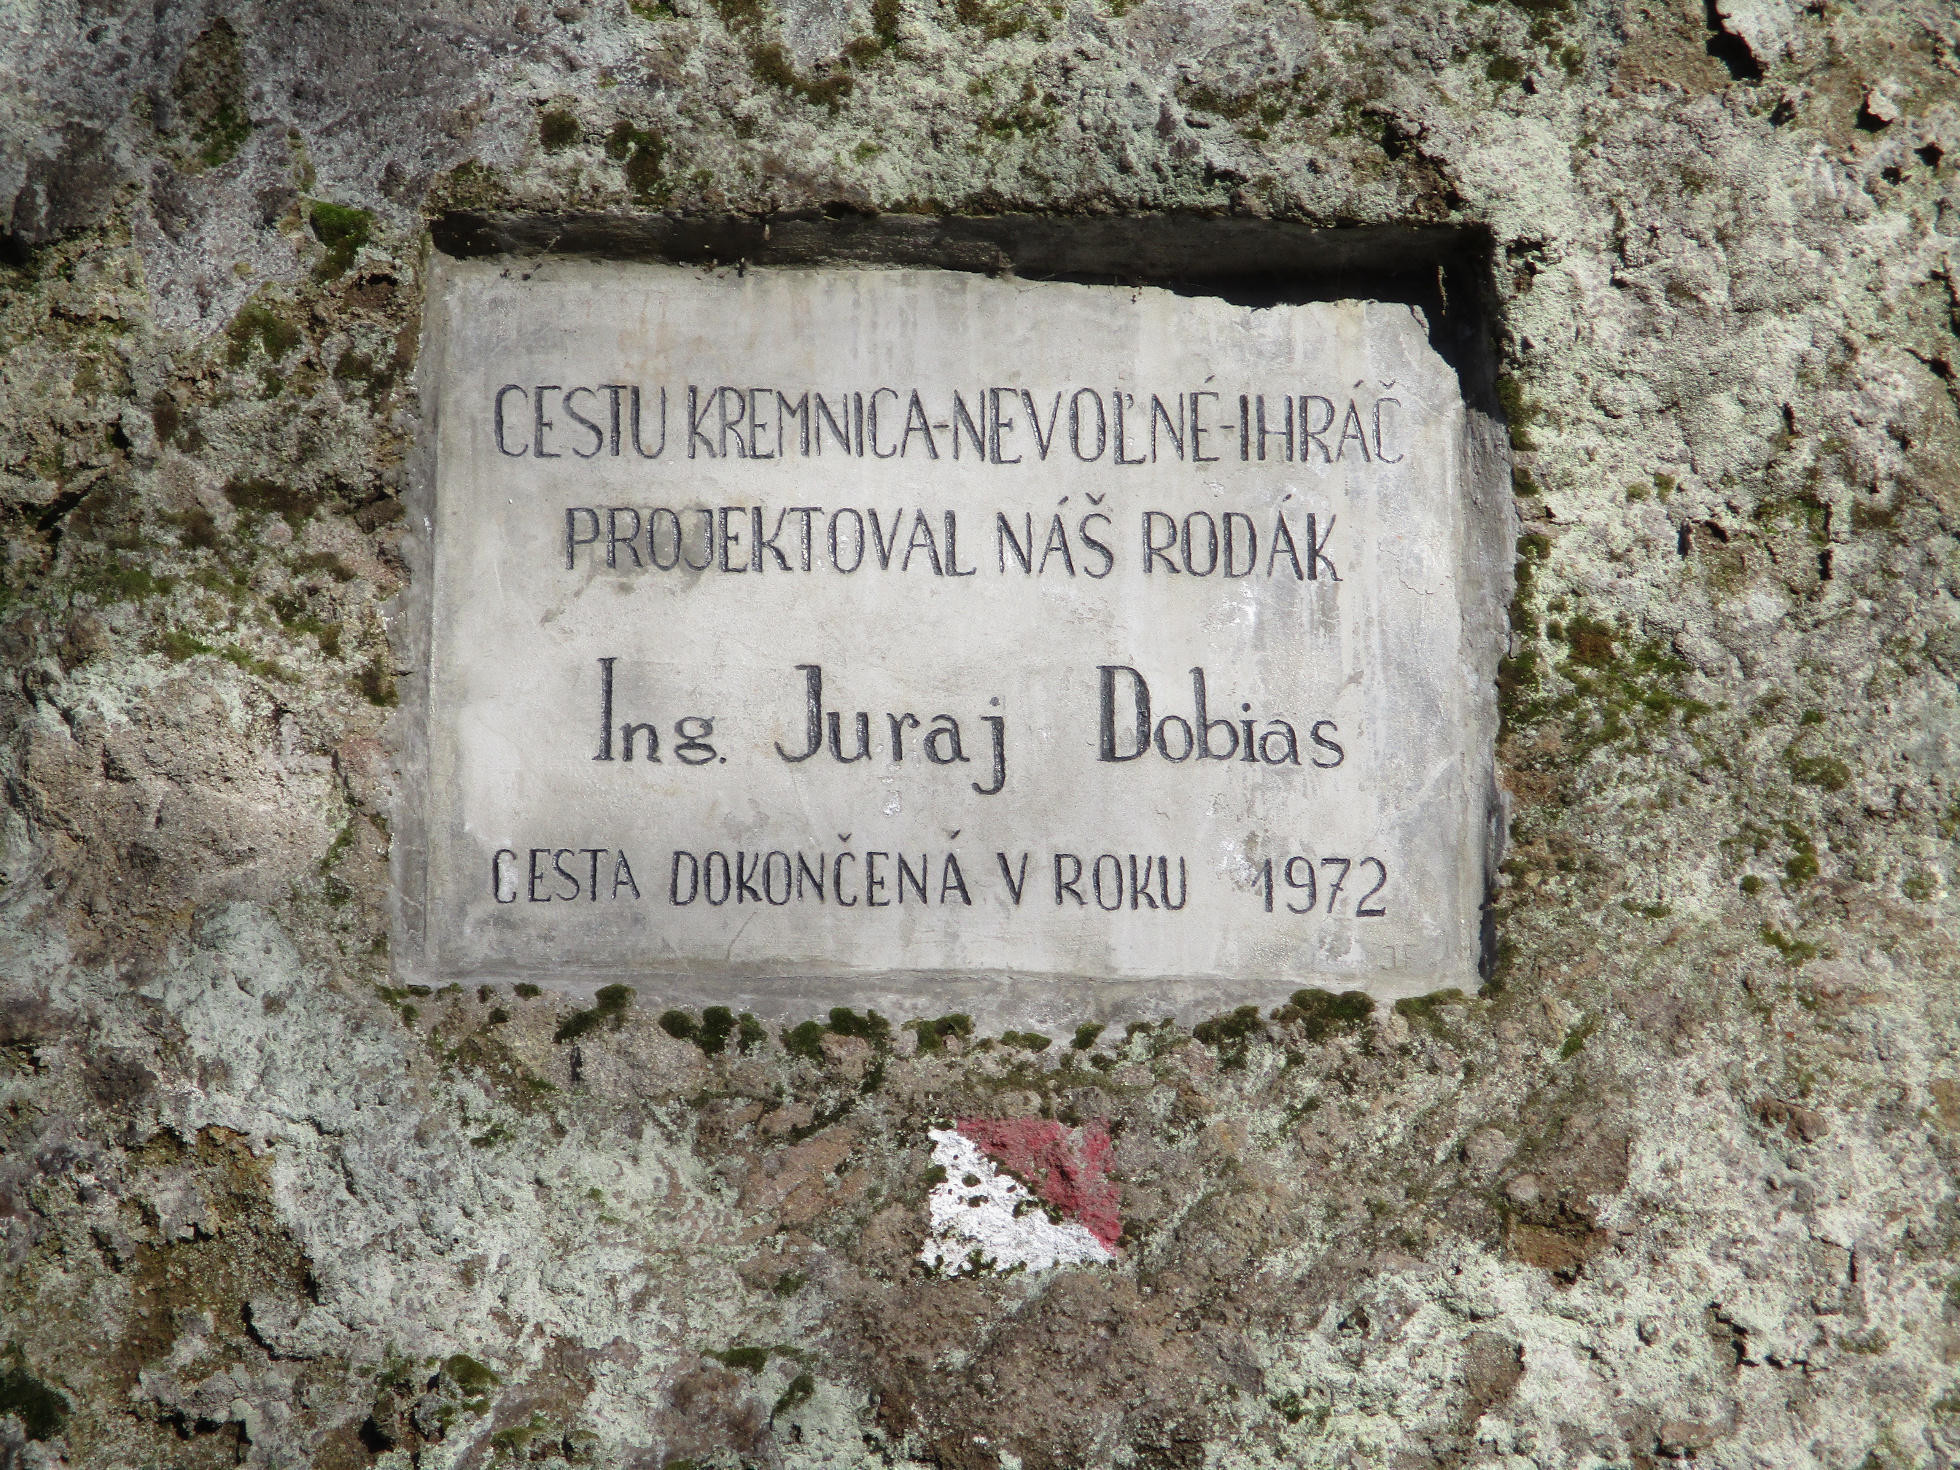 CESTU KREMNICA-NEVOĽNÉ-IHRÁČ
PROJEKTOVAL NÁŠ RODÁK
Ing. Juraj Dobias
CESTA DOKONČENÁ V ROKU 1972